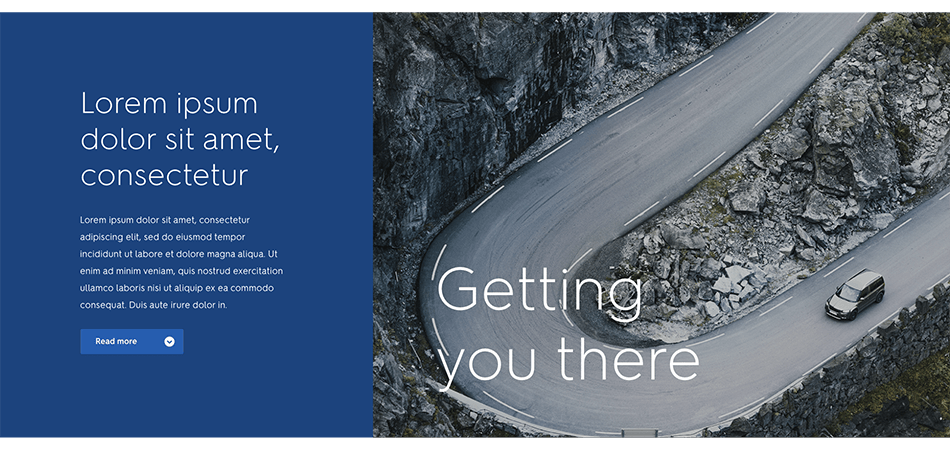 Lorem ipsum
dolor sit amet,
consectetur
Lorem ipsum dolor sit amet, consectetur
adipiscing elit, sed do eiusmod tempor
incididunt ut labore et dolore magna aliqua. Ut
enim ad minim veniam, quis nostrud exercitation
ullamco laboris nisi ut aliquip ex ea commodo
consequat. Duis aute irure dolor in.
Read more
Getting
you there